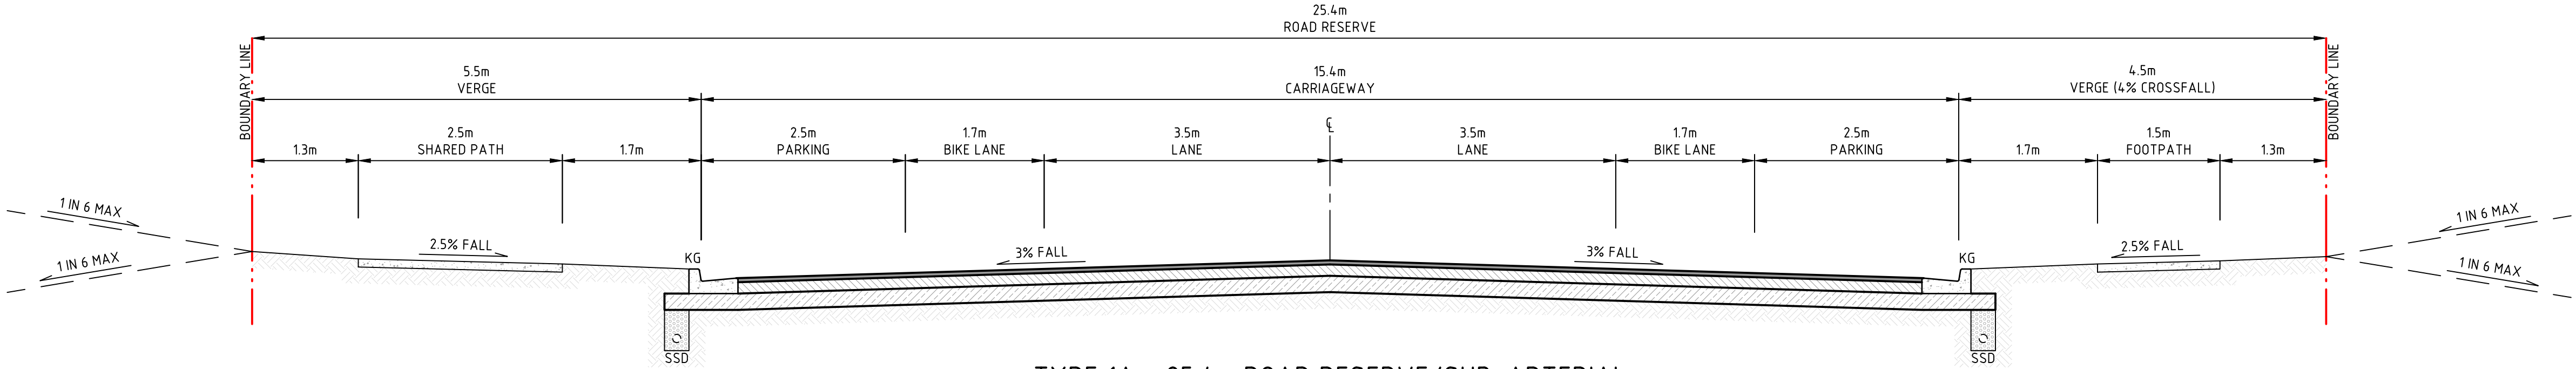 25.4m
ROAD RESERVE
BOUNDARY LINE
BOUNDARY LINE
5.5m
VERGE
15.4m
CARRIAGEWAY
4.5m
VERGE (4% CROSSFALL)
1.3m
2.5m
SHARED PATH
1.7m
2.5m
PARKING
1.7m
BIKE LANE
3.5m
LANE
℄
3.5m
LANE
1.7m
BIKE LANE
2.5m
PARKING
1.7m
1.5m
FOOTPATH
1.3m
1 IN 6 MAX
1 IN 6 MAX
2.5% FALL
KG
3% FALL
3% FALL
KG
2.5% FALL
1 IN 6 MAX
1 IN 6 MAX
SSD
SSD